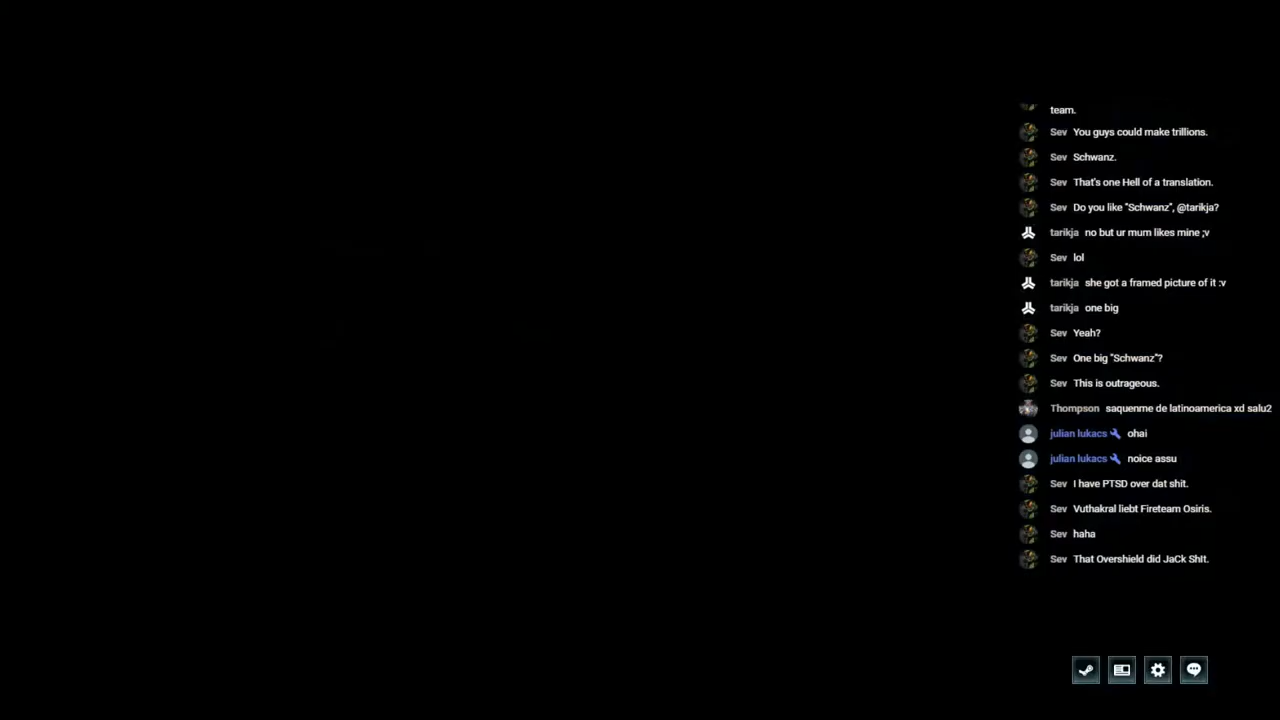 team.
Sev You guys could make trillions.
Sev Schwanz.
Sev That's one Hell of a translation.
Sev Do you like "Schwanz", @tarikja?
tarikja no but ur mum likes mine ;v
Sev lol
tarikja she got a framed picture of it :v
tarikja one big
Sev Yeah?
Sev One big "Schwanz"?
Sev This is outrageous.
Thompson saquenme de latinoamerica xd salu2
julian lukacs ohai
julian lukacs noice assu
Sev I have PTSD over dat shit.
Sev Vuthakral liebt Fireteam Osiris.
Sev haha
Sev That Overshield did JaCk ShIt.